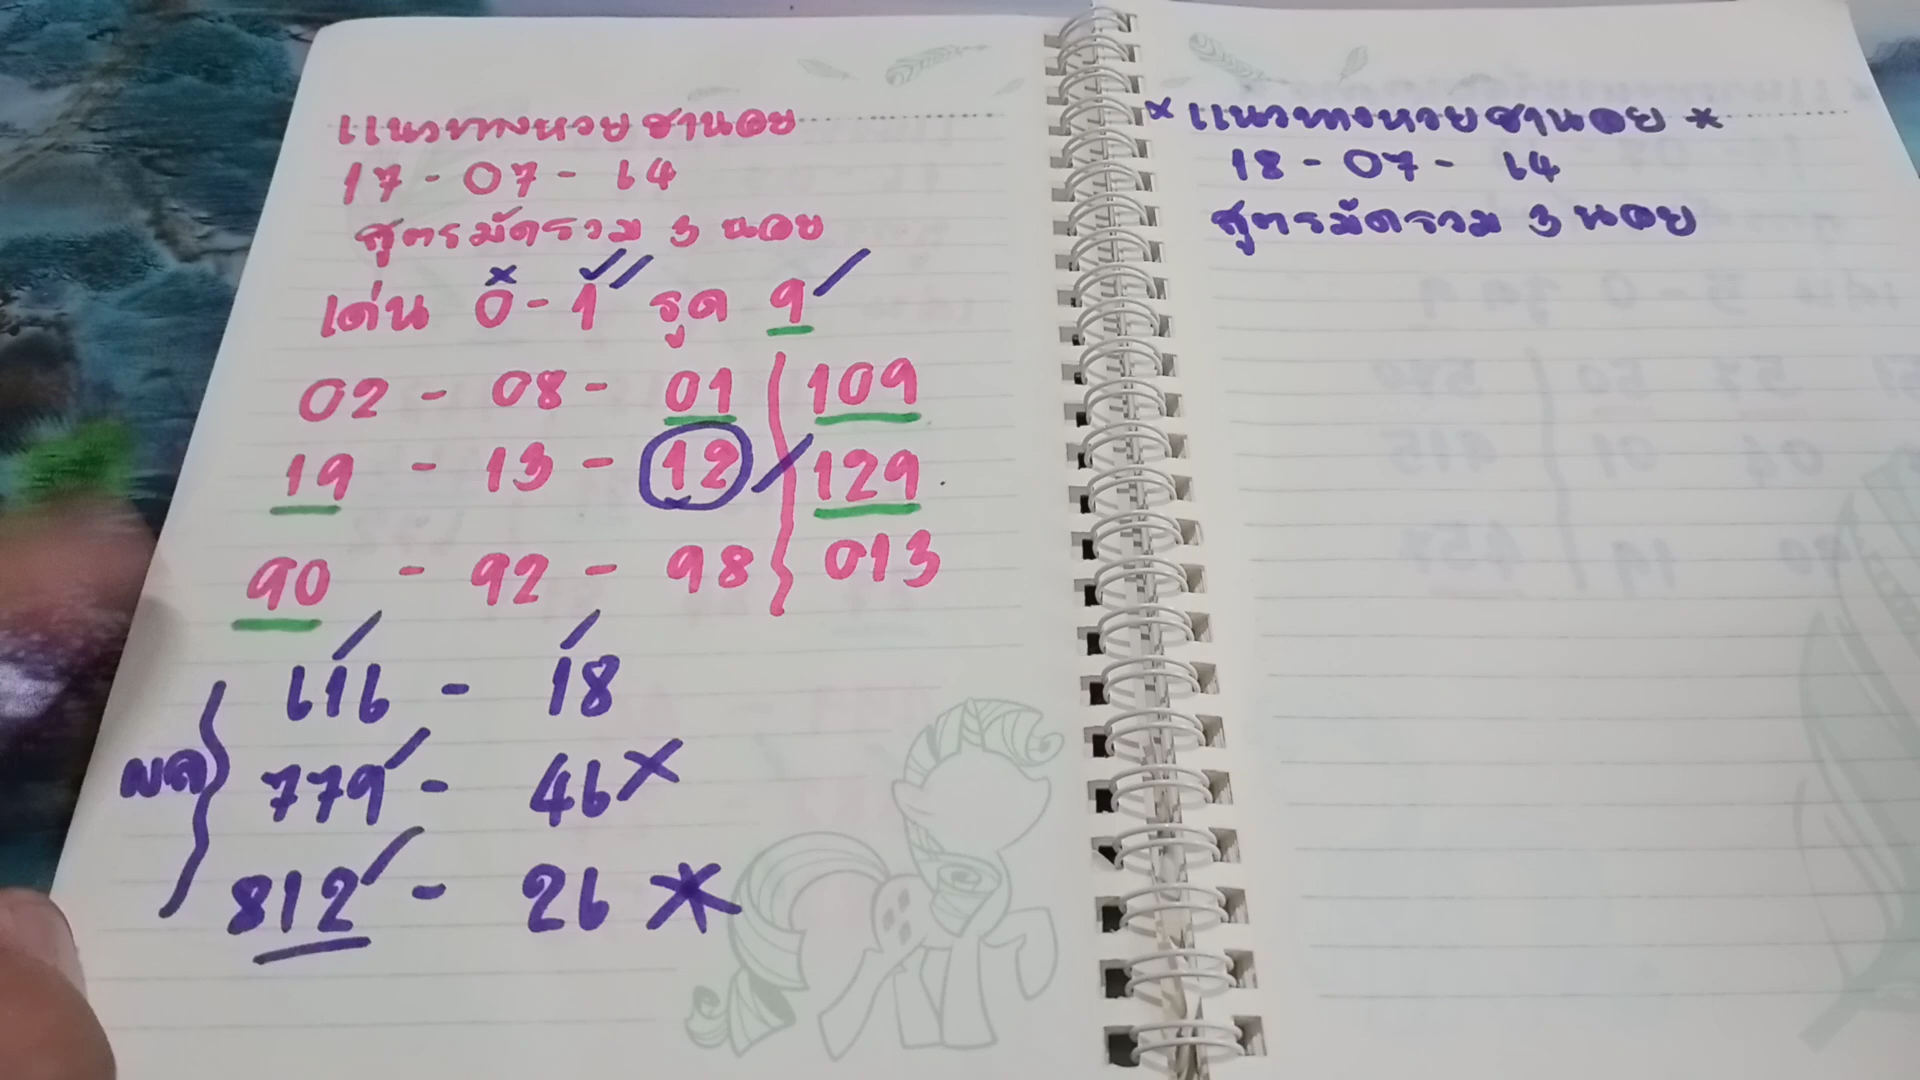 แนวทางหวยฮานอย
17-07-64
สูตรมัดรวม 3 นอย
เด่น 0-1 รูด 9
02 - 08 - 01 109
19 - 13 - 12 129
90 - 92 - 98 013
616 - 18
ผล 779 - 46 x
812 - 26 x
x แนวทางหวยฮานอย x
18-07-64
สูตรมัดรวม 3 นอย